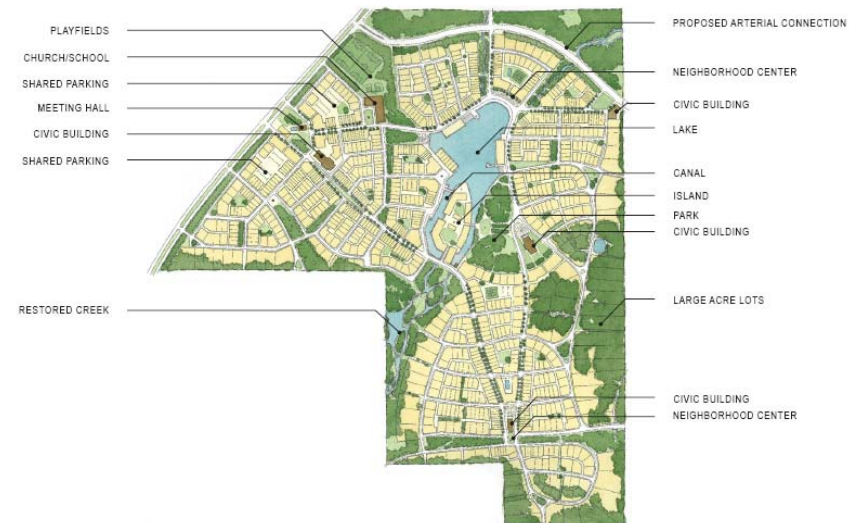 PLAYFIELDS
CHURCH/SCHOOL
SHARED PARKING
MEETING HALL
CIVIC BUILDING
SHARED PARKING
RESTORED CREEK
PROPOSED ARTERIAL CONNECTION
NEIGHBORHOOD CENTER
CIVIC BUILDING
LAKE
CANAL
ISLAND
PARK
CIVIC BUILDING
LARGE ACRE LOTS
CIVIC BUILDING
NEIGHBORHOOD CENTER